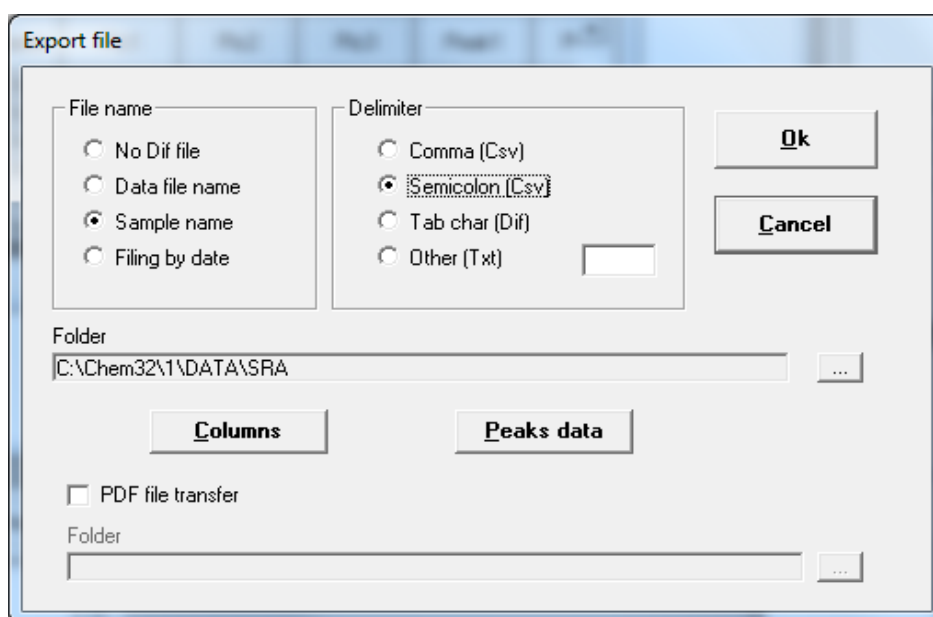 Export file
File name
No Dif file
Data file name
Sample name
Filing by date
Delimiter
Comma (Csv)
Semicolon (Csv)
Tab char (Dif)
Other (Txt)
Ok
Cancel
Folder
C:\Chem32\1\DATA\SRA
...
Columns
Peaks data
PDF file transfer
Folder
...